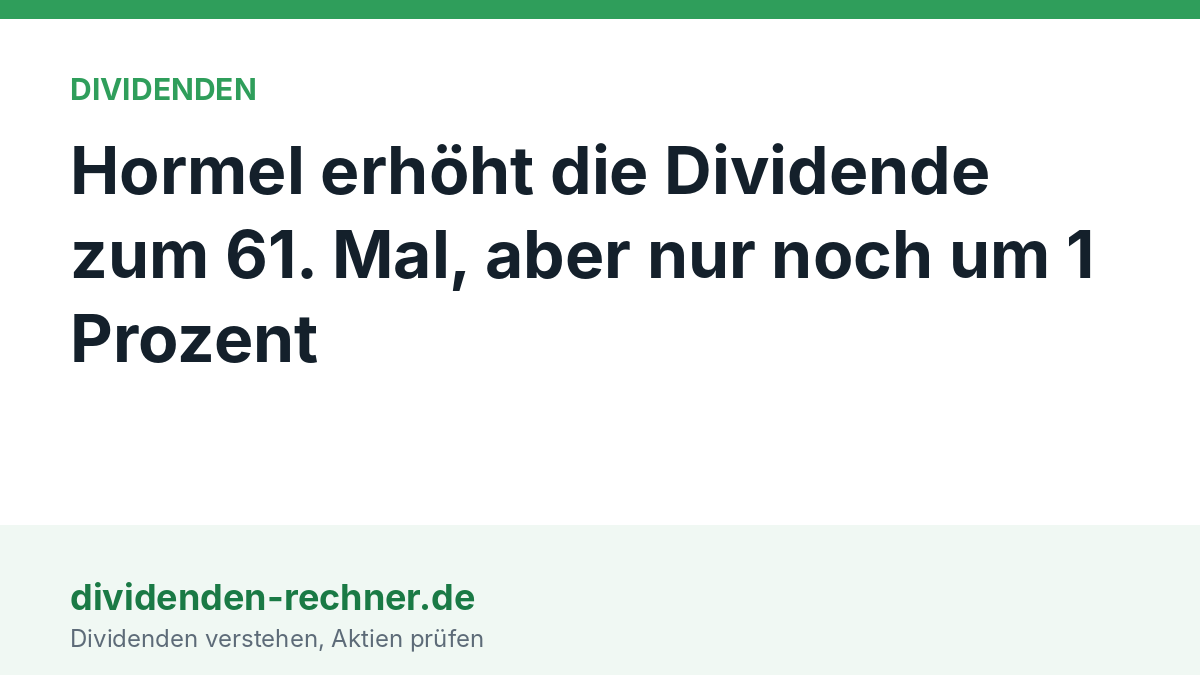 DIVIDENDEN
Hormel erhöht die Dividende
zum 61. Mal, aber nur noch um 1
Prozent
dividenden-rechner.de
Dividenden verstehen, Aktien prüfen